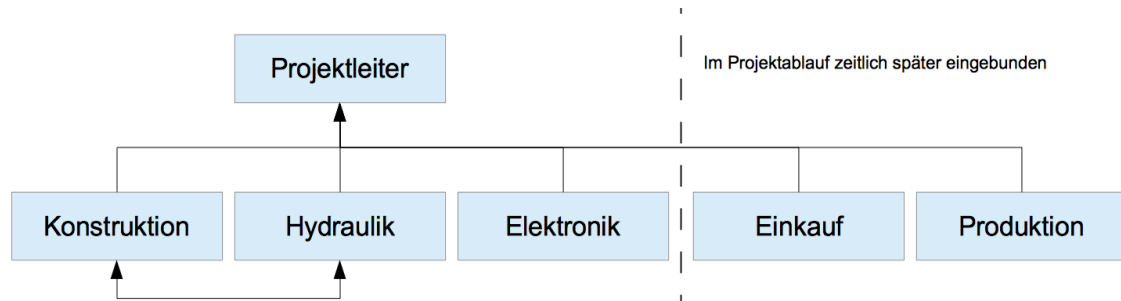 Projektleiter
Im Projektablauf zeitlich später eingebunden
Konstruktion
Hydraulik
Elektronik
Einkauf
Produktion